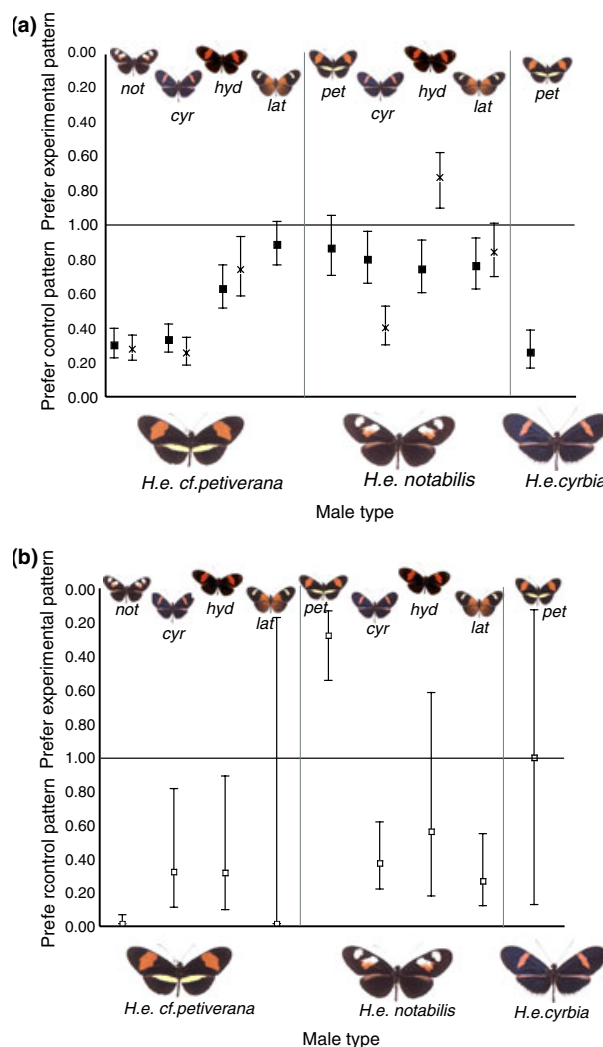 (a)
Prefer experimental pattern
Prefer control pattern
0.00
0.20
0.40
0.60
0.80
1.00
0.80
0.60
0.40
0.20
0.00
not
cyr
hyd
lat
pet
cyr
hyd
lat
pet
H.e. cf.petiverana
H.e. notabilis
H.e.cyrbia
Male type
(b)
Prefer experimental pattern
Prefe rcontrol pattern
0.00
0.20
0.40
0.60
0.80
1.00
0.80
0.60
0.40
0.20
0.00
not
cyr
hyd
lat
pet
cyr
hyd
lat
pet
H.e. cf.petiverana
H.e. notabilis
H.e.cyrbia
Male type